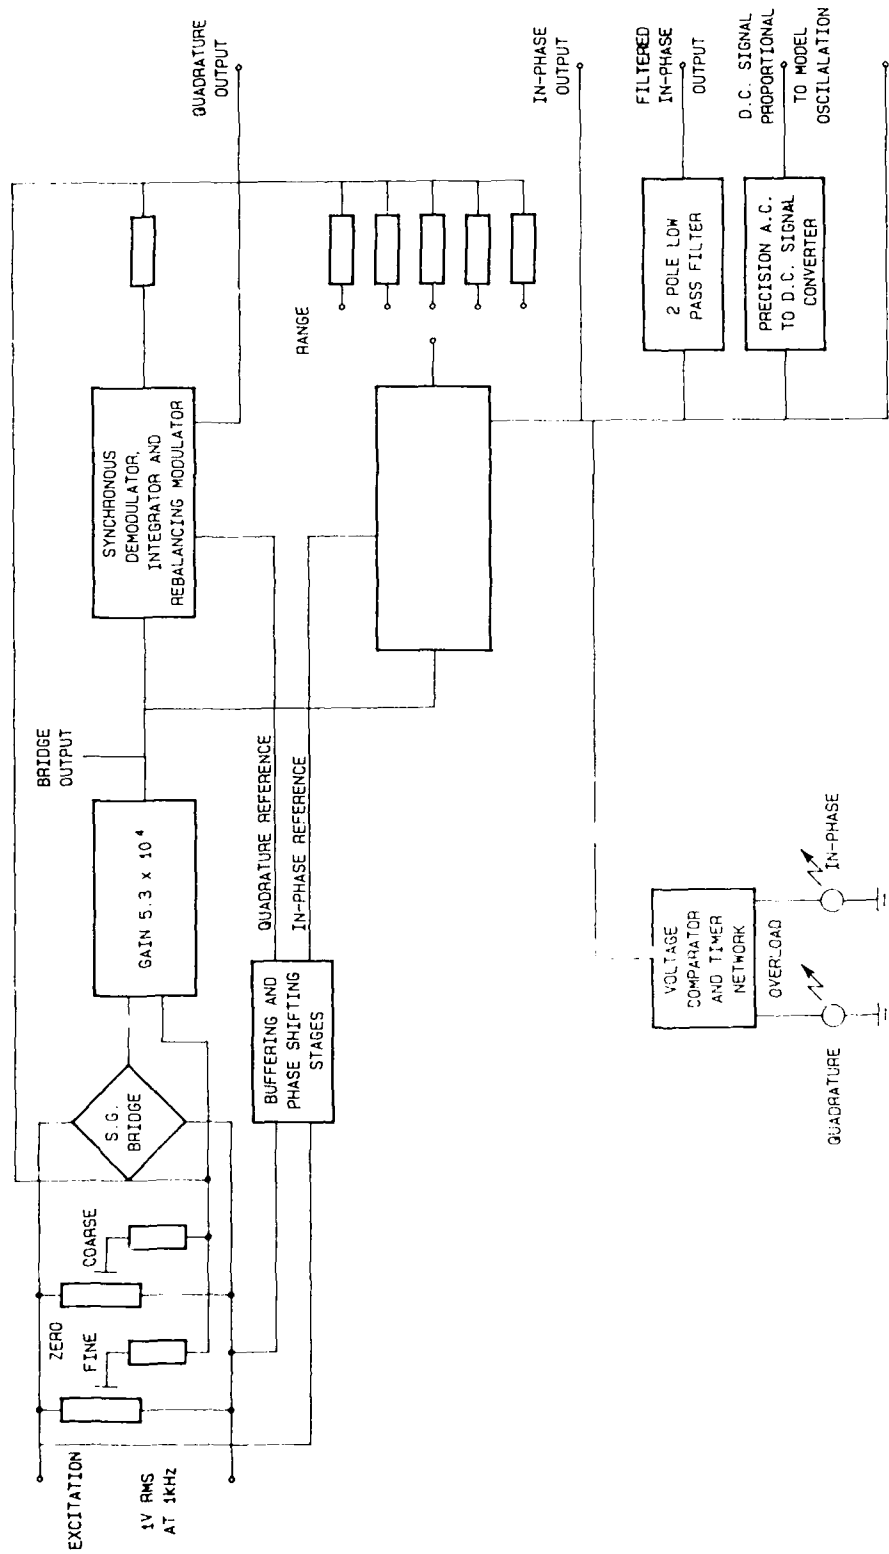 EXCITATION
1V RMS
AT 1KHz
ZERO
FINE
COARSE
S.G.
BRIDGE
GAIN 5.3 x 10⁴
BRIDGE
OUTPUT
SYNCHRONOUS
DEMODULATOR,
INTEGRATOR AND
REBALANCING MODULATOR
QUADRATURE
OUTPUT
BUFFERING AND
PHASE SHIFTING
STAGES
QUADRATURE REFERENCE
IN-PHASE REFERENCE
RANGE
IN-PHASE
OUTPUT
2 POLE LOW
PASS FILTER
FILTERED
IN-PHASE
OUTPUT
PRECISION A.C.
TO D.C. SIGNAL
CONVERTER
D.C. SIGNAL
PROPORTIONAL
TO MODEL
OSCILALATION
VOLTAGE
COMPARATOR
AND TIMER
NETWORK
OVERLOAD
QUADRATURE
IN-PHASE